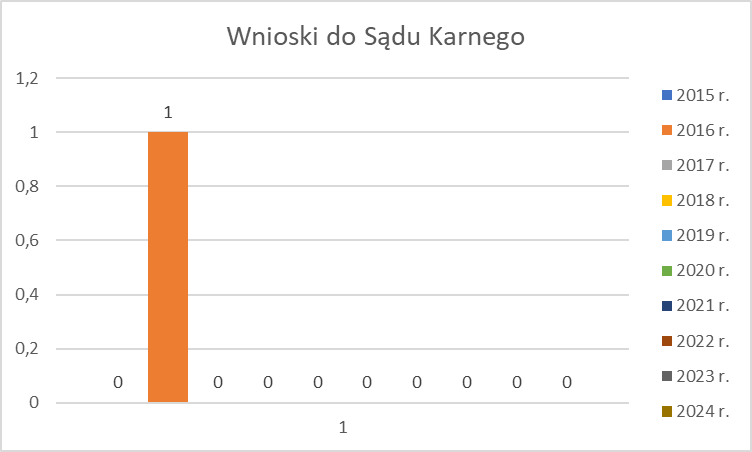 Wnioski do Sądu Karnego
1,2
1
0,8
0,6
0,4
0,2
0
0 1 0 0 0 0 0 0 0 0
1
2015 r.
2016 r.
2017 r.
2018 r.
2019 r.
2020 r.
2021 r.
2022 r.
2023 r.
2024 r.